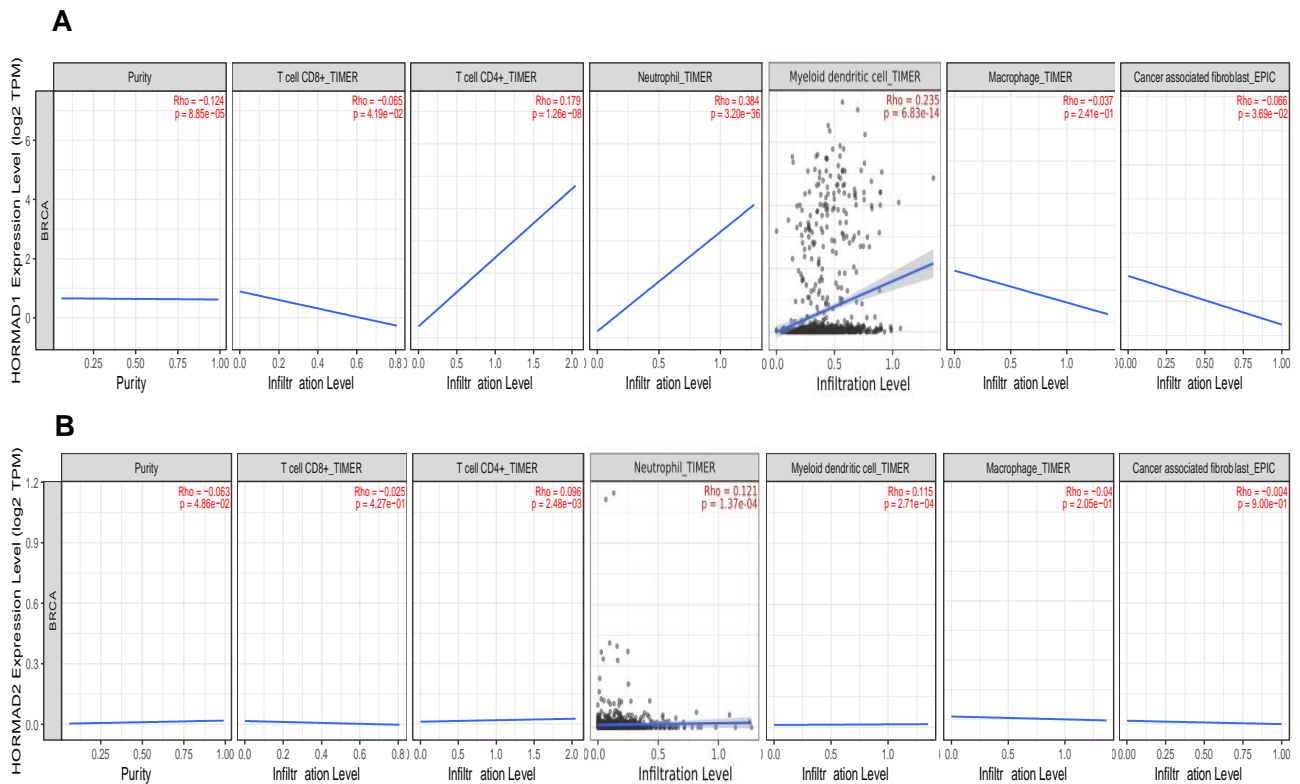 A
HORMAD1 Expression Level (log2 TPM)
BRCA
Purity
Rho = −0.124
p = 8.85e−05
6
4
2
0
0.25 0.50 0.75 1.00
Purity
T cell CD8+_TIMER
Rho = −0.065
p = 4.19e−02
0.0 0.2 0.4 0.6 0.8
Infiltr ation Level
T cell CD4+_TIMER
Rho = 0.179
p = 1.26e−08
0.0 0.5 1.0 1.5 2.0
Infiltr ation Level
Neutrophil_TIMER
Rho = 0.384
p = 3.20e−36
0.0 0.5 1.0
Infiltr ation Level
Myeloid dendritic cell_TIMER
Rho = 0.235
p = 6.83e-14
0.0 0.5 1.0
Infiltration Level
Macrophage_TIMER
Rho = −0.037
p = 2.41e−01
0.0 0.5 1.0
Infiltr ation Level
Cancer associated fibroblast_EPIC
Rho = −0.066
p = 3.69e−02
0.00 0.25 0.50 0.75 1.00
Infiltr ation Level
B
HORMAD2 Expression Level (log2 TPM)
BRCA
Purity
Rho = −0.063
p = 4.86e−02
1.2
0.9
0.6
0.3
0.0
0.25 0.50 0.75 1.00
Purity
T cell CD8+_TIMER
Rho = −0.025
p = 4.27e−01
0.0 0.2 0.4 0.6 0.8
Infiltr ation Level
T cell CD4+_TIMER
Rho = 0.096
p = 2.48e−03
0.0 0.5 1.0 1.5 2.0
Infiltr ation Level
Neutrophil_TIMER
Rho = 0.121
p = 1.37e-04
0.0 0.5 1.0
Infiltration Level
Myeloid dendritic cell_TIMER
Rho = 0.115
p = 2.71e−04
0.0 0.5 1.0
Infiltr ation Level
Macrophage_TIMER
Rho = −0.04
p = 2.05e−01
0.0 0.5 1.0
Infiltr ation Level
Cancer associated fibroblast_EPIC
Rho = −0.004
p = 9.00e−01
0.00 0.25 0.50 0.75 1.00
Infiltr ation Level